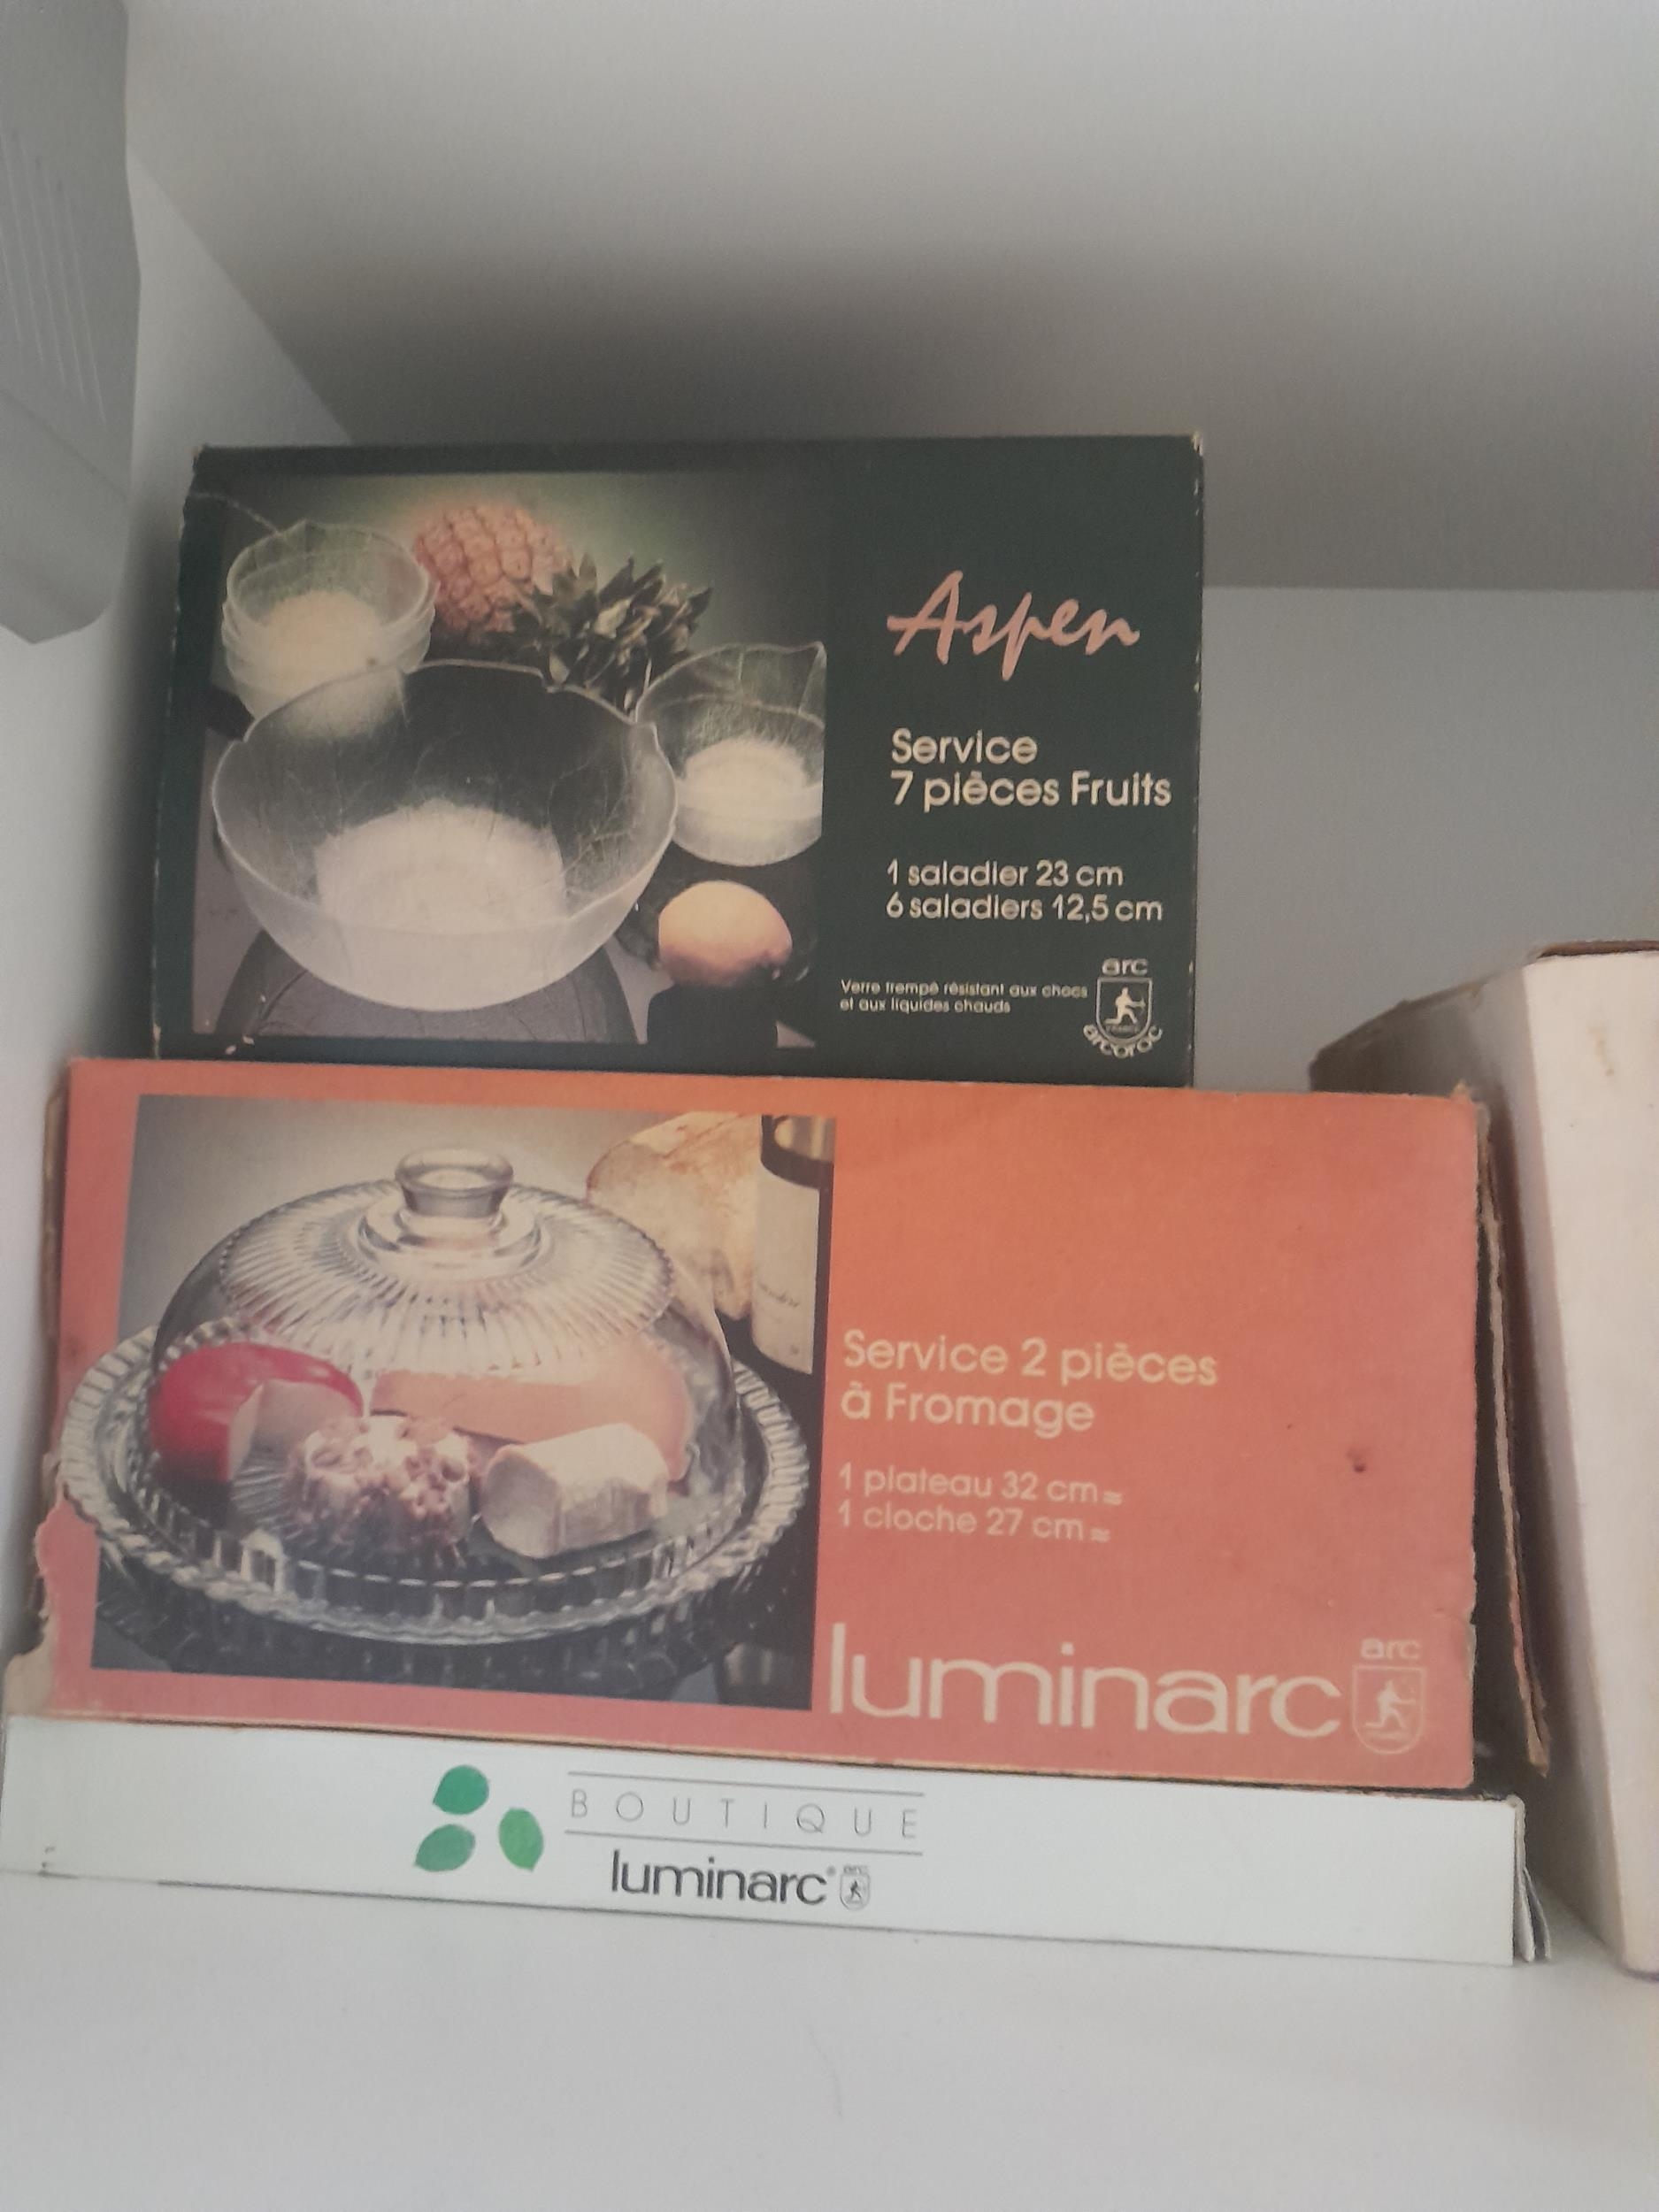 Aspen
Service
7 pièces Fruits
1 saladier 23 cm
6 saladiers 12,5 cm
Verre trempé résistant aux chocs
et aux liquides chauds
arc
FRANCE
arcoroc
Service 2 pièces
à Fromage
1 plateau 32 cm≈
1 cloche 27 cm≈
luminarc
arc
BOUTIQUE
luminarc®
arc